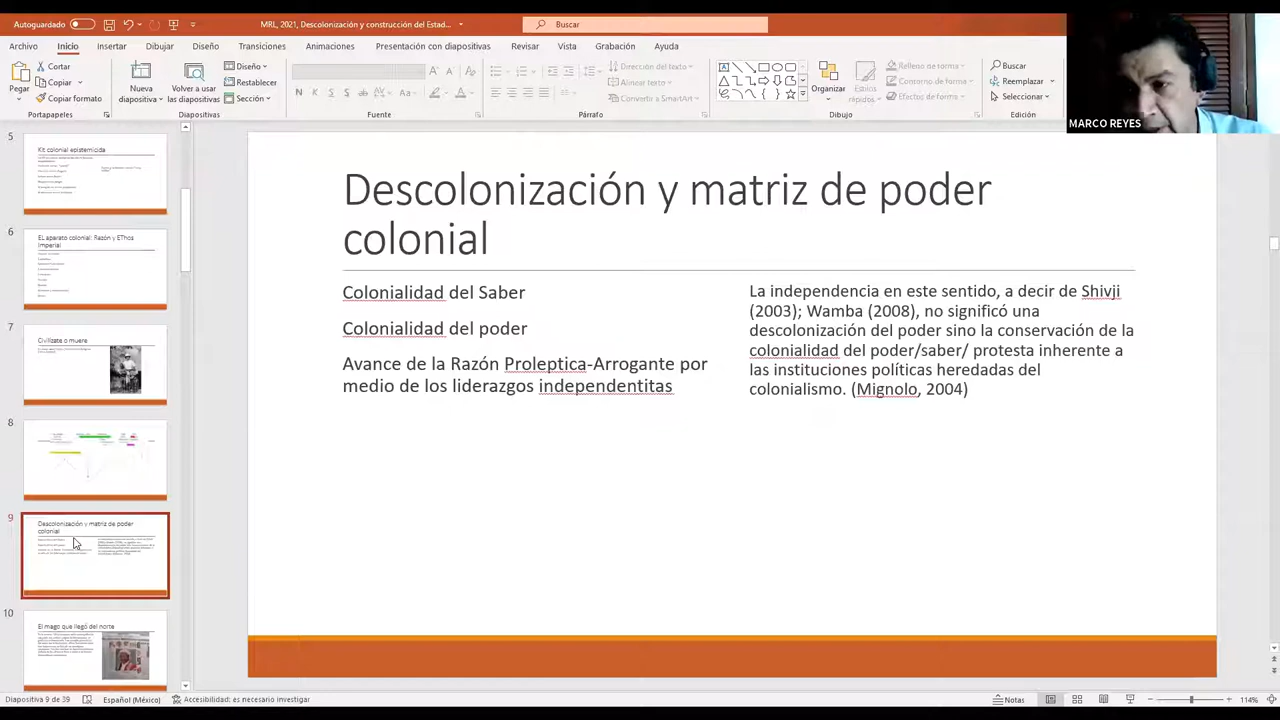 Autoguardado
MRL, 2021, Descolonización y construcción del Estad...
Buscar
Archivo Inicio Insertar Dibujar Diseño Transiciones Animaciones Presentación con diapositivas Revisar Vista Grabación Ayuda
Pegar
Cortar
Copiar
Copiar formato
Portapapeles
Nueva diapositiva
Volver a usar las diapositivas
Diseño
Restablecer
Sección
Diapositivas
N K S
Aa
Fuente
Dirección del texto
Alinear texto
Convertir a SmartArt
Párrafo
Organizar
Estilos rápidos
Relleno de forma
Contorno de forma
Efectos de forma
Dibujo
Buscar
Reemplazar
Seleccionar
Edición
MARCO REYES
5
Kit colonial epistemicida
6
EL aparato colonial: Razón y EThos Imperial
7
Civilízate o muere
8
9
Descolonización y matriz de poder colonial
10
El mago que llegó del norte
Descolonización y matriz de poder
colonial
Colonialidad del Saber
Colonialidad del poder
Avance de la Razón Proleptica-Arrogante por
medio de los liderazgos independentitas
La independencia en este sentido, a decir de Shivji
(2003); Wamba (2008), no significó una
descolonización del poder sino la conservación de la
colonialidad del poder/saber/ protesta inherente a
las instituciones políticas heredadas del
colonialismo. (Mignolo, 2004)
Diapositiva 9 de 39
Español (México)
Accesibilidad: es necesario investigar
Notas
114%